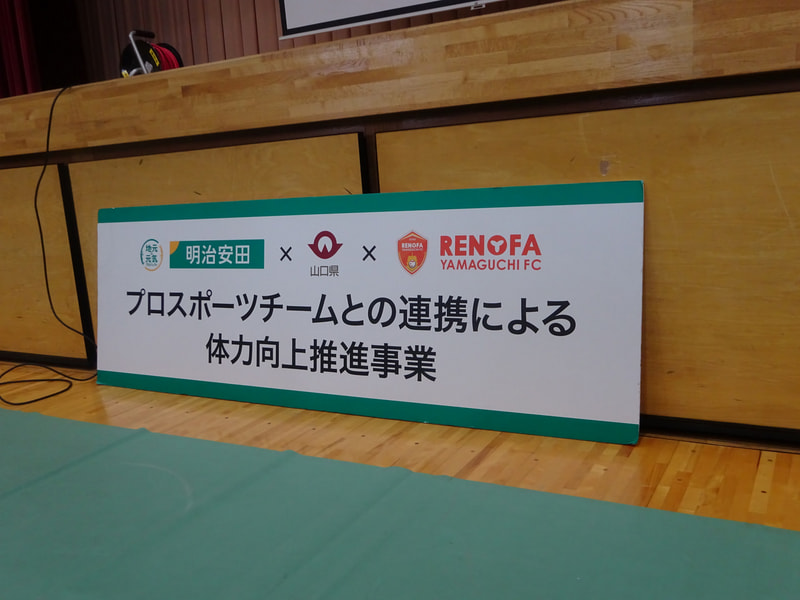 地元
元気
明治安田 × 山口県 × RENOFA RENOFA
YAMAGUCHI FC
プロスポーツチームとの連携による
体力向上推進事業